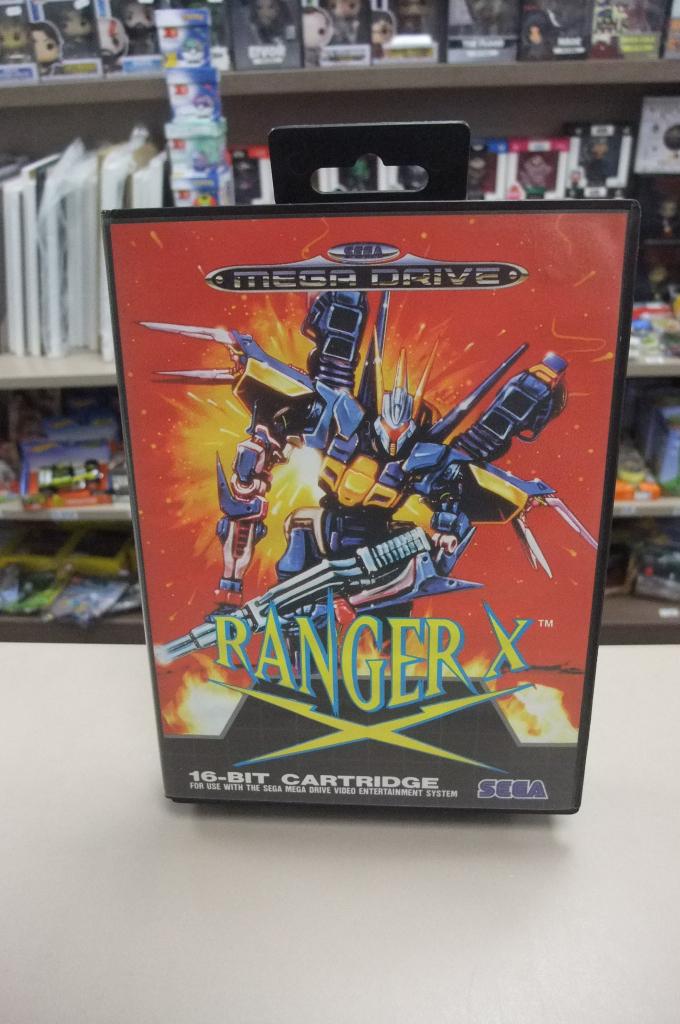 SEGA
MEGA DRIVE
RANGER X TM
16-BIT CARTRIDGE
FOR USE WITH THE SEGA MEGA DRIVE VIDEO ENTERTAINMENT SYSTEM
SEGA